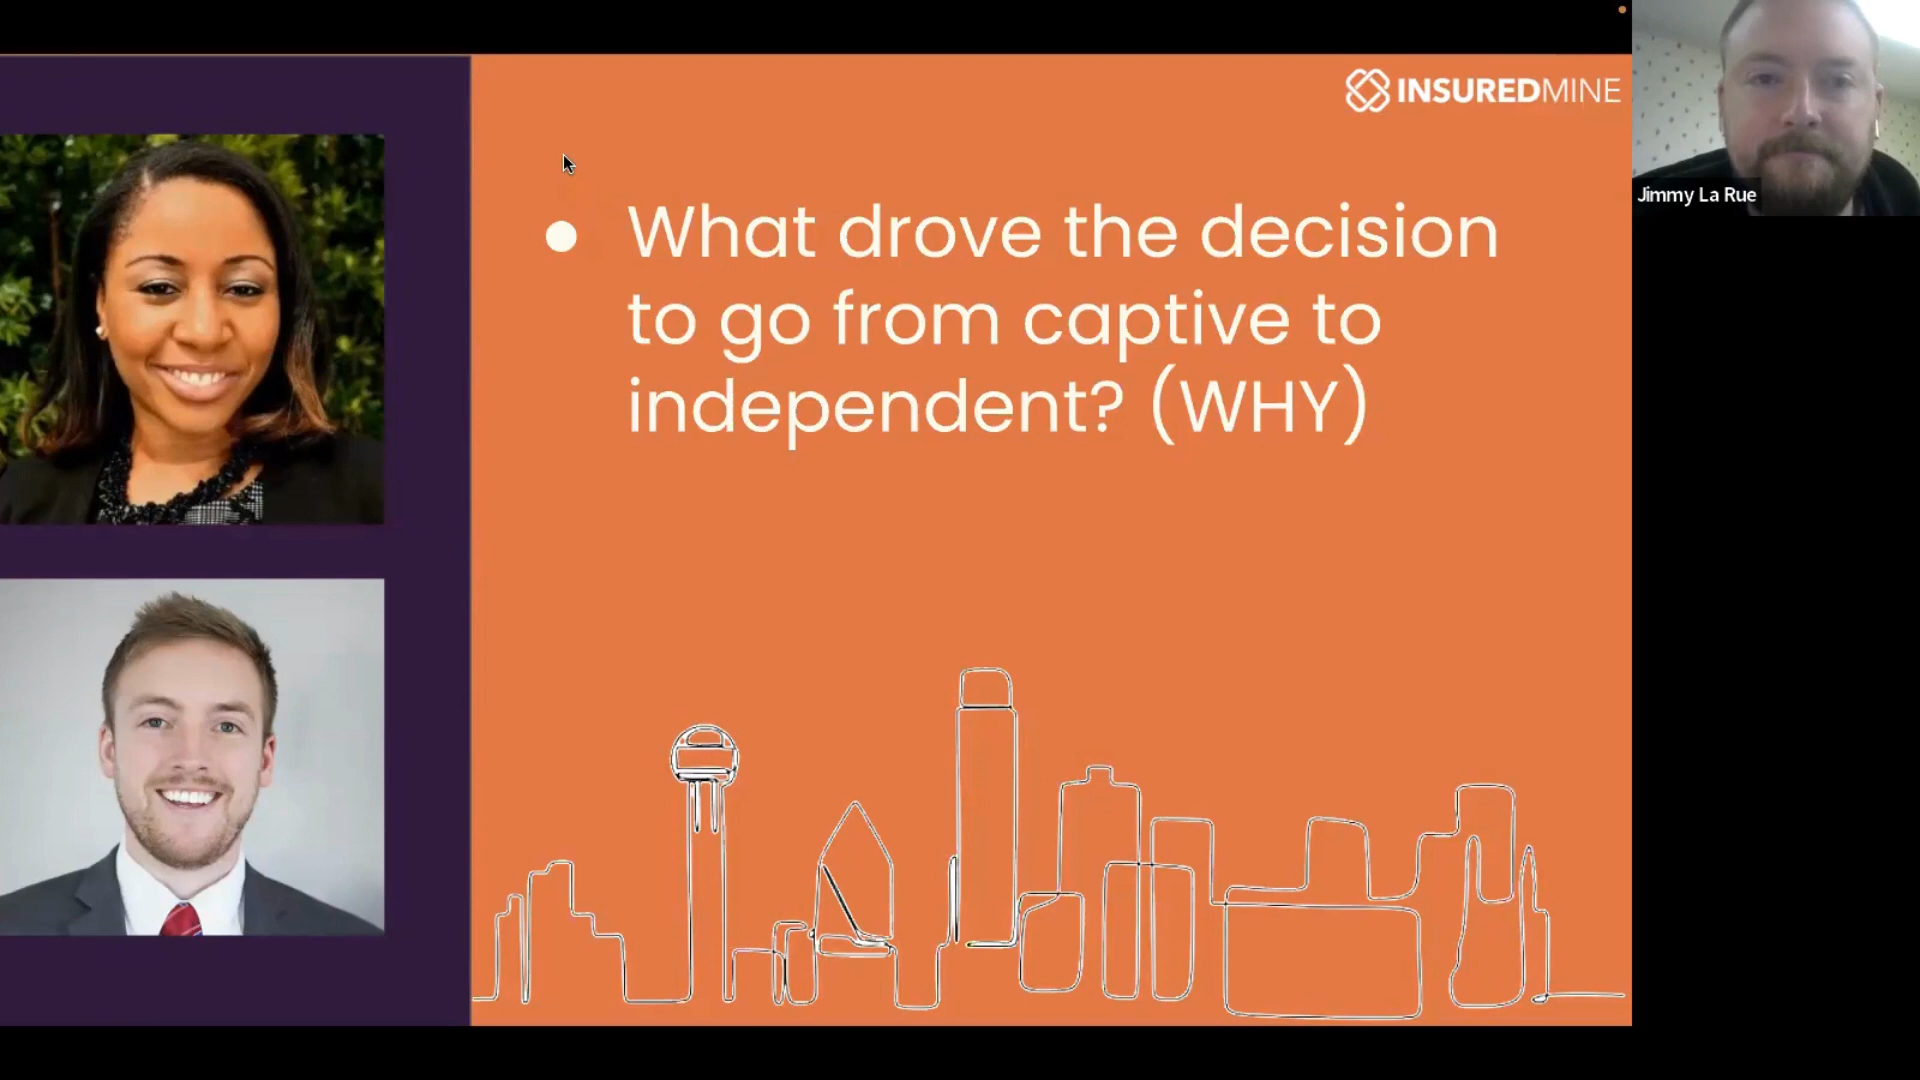 INSUREDMINE
Jimmy La Rue
● What drove the decision
to go from captive to
independent? (WHY)